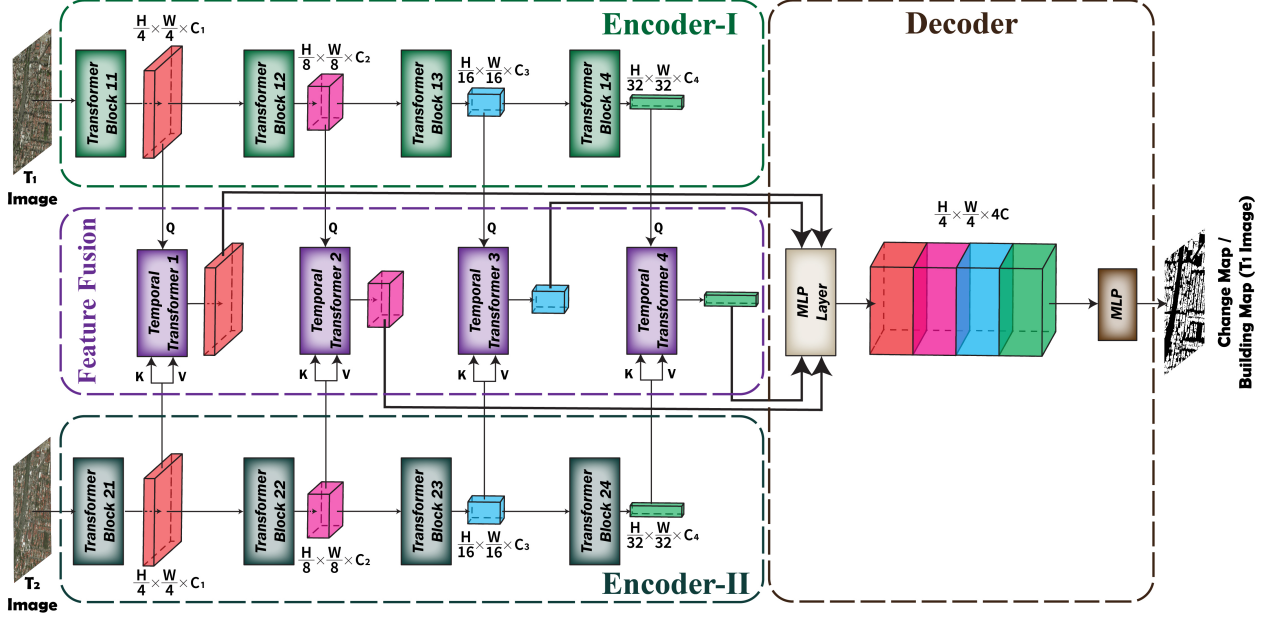 Encoder-I
Decoder
H/4 × W/4 × C₁
H/8 × W/8 × C₂
H/16 × W/16 × C₃
H/32 × W/32 × C₄
Transformer
Block 11
Transformer
Block 12
Transformer
Block 13
Transformer
Block 14
T₁
Image
Feature Fusion
Q
Q
Q
Q
Temporal
Transformer 1
Temporal
Transformer 2
Temporal
Transformer 3
Temporal
Transformer 4
K V
K V
K V
K V
MLP
Layer
H/4 × W/4 × 4C
MLP
Change Map /
Building Map (T₁ Image)
Transformer
Block 21
Transformer
Block 22
Transformer
Block 23
Transformer
Block 24
H/4 × W/4 × C₁
H/8 × W/8 × C₂
H/16 × W/16 × C₃
H/32 × W/32 × C₄
T₂
Image
Encoder-II